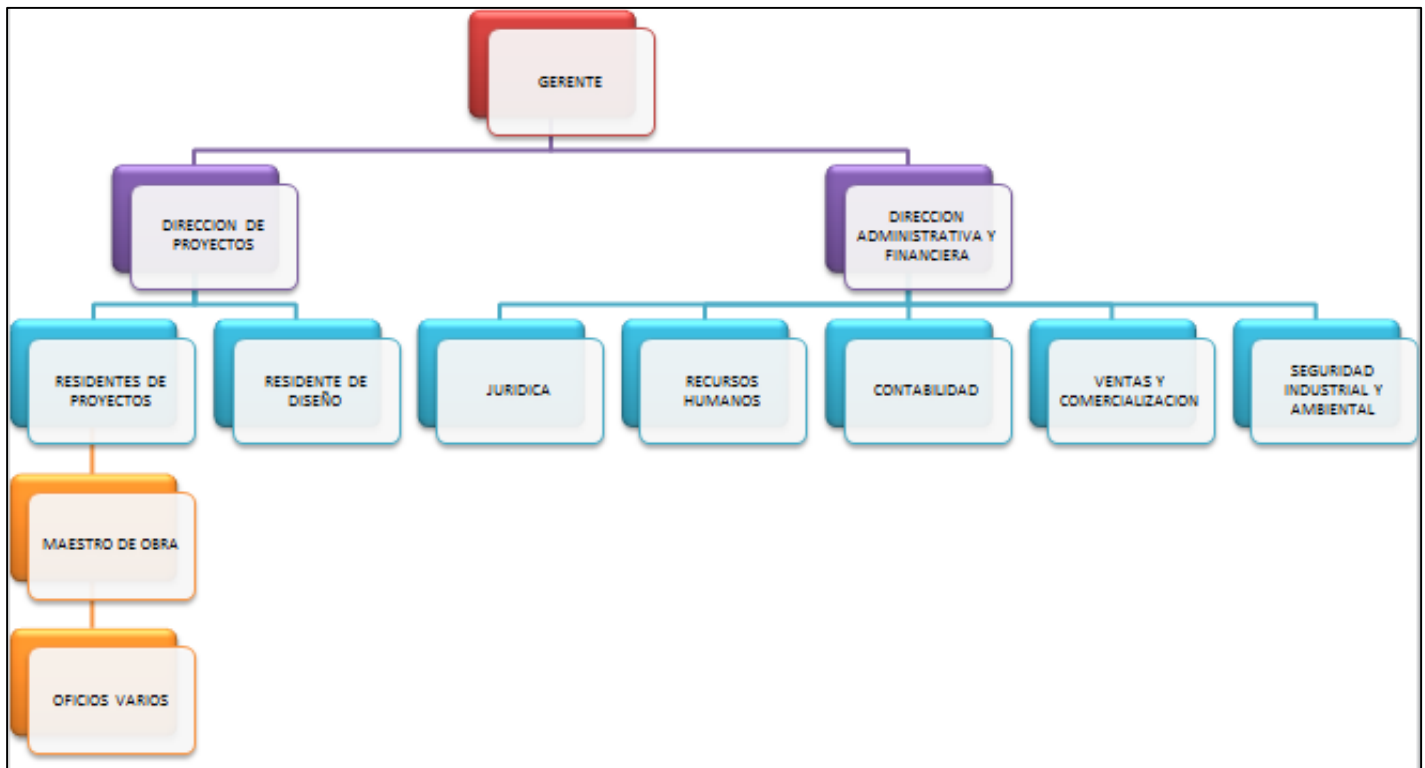 GERENTE
DIRECCION DE
PROYECTOS
DIRECCION
ADMINISTRATIVA Y
FINANCIERA
RESIDENTES DE
PROYECTOS
RESIDENTE DE
DISEÑO
JURIDICA
RECURSOS
HUMANOS
CONTABILIDAD
VENTAS Y
COMERCIALIZACION
SEGURIDAD
INDUSTRIAL Y
AMBIENTAL
MAESTRO DE OBRA
OFICIOS VARIOS